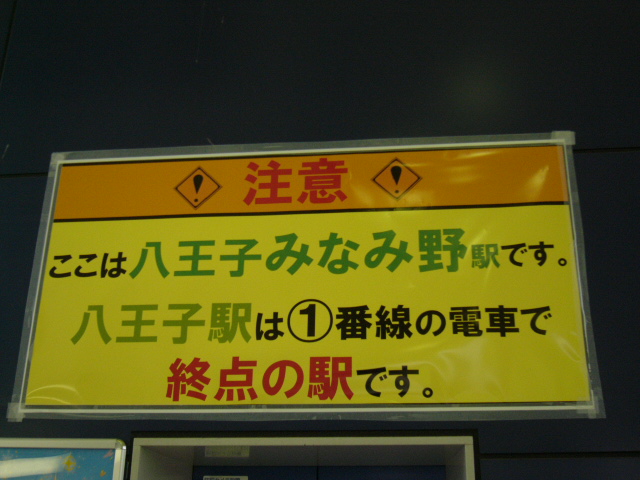 注意
ここは八王子みなみ野駅です。
八王子駅は①番線の電車で
終点の駅です。